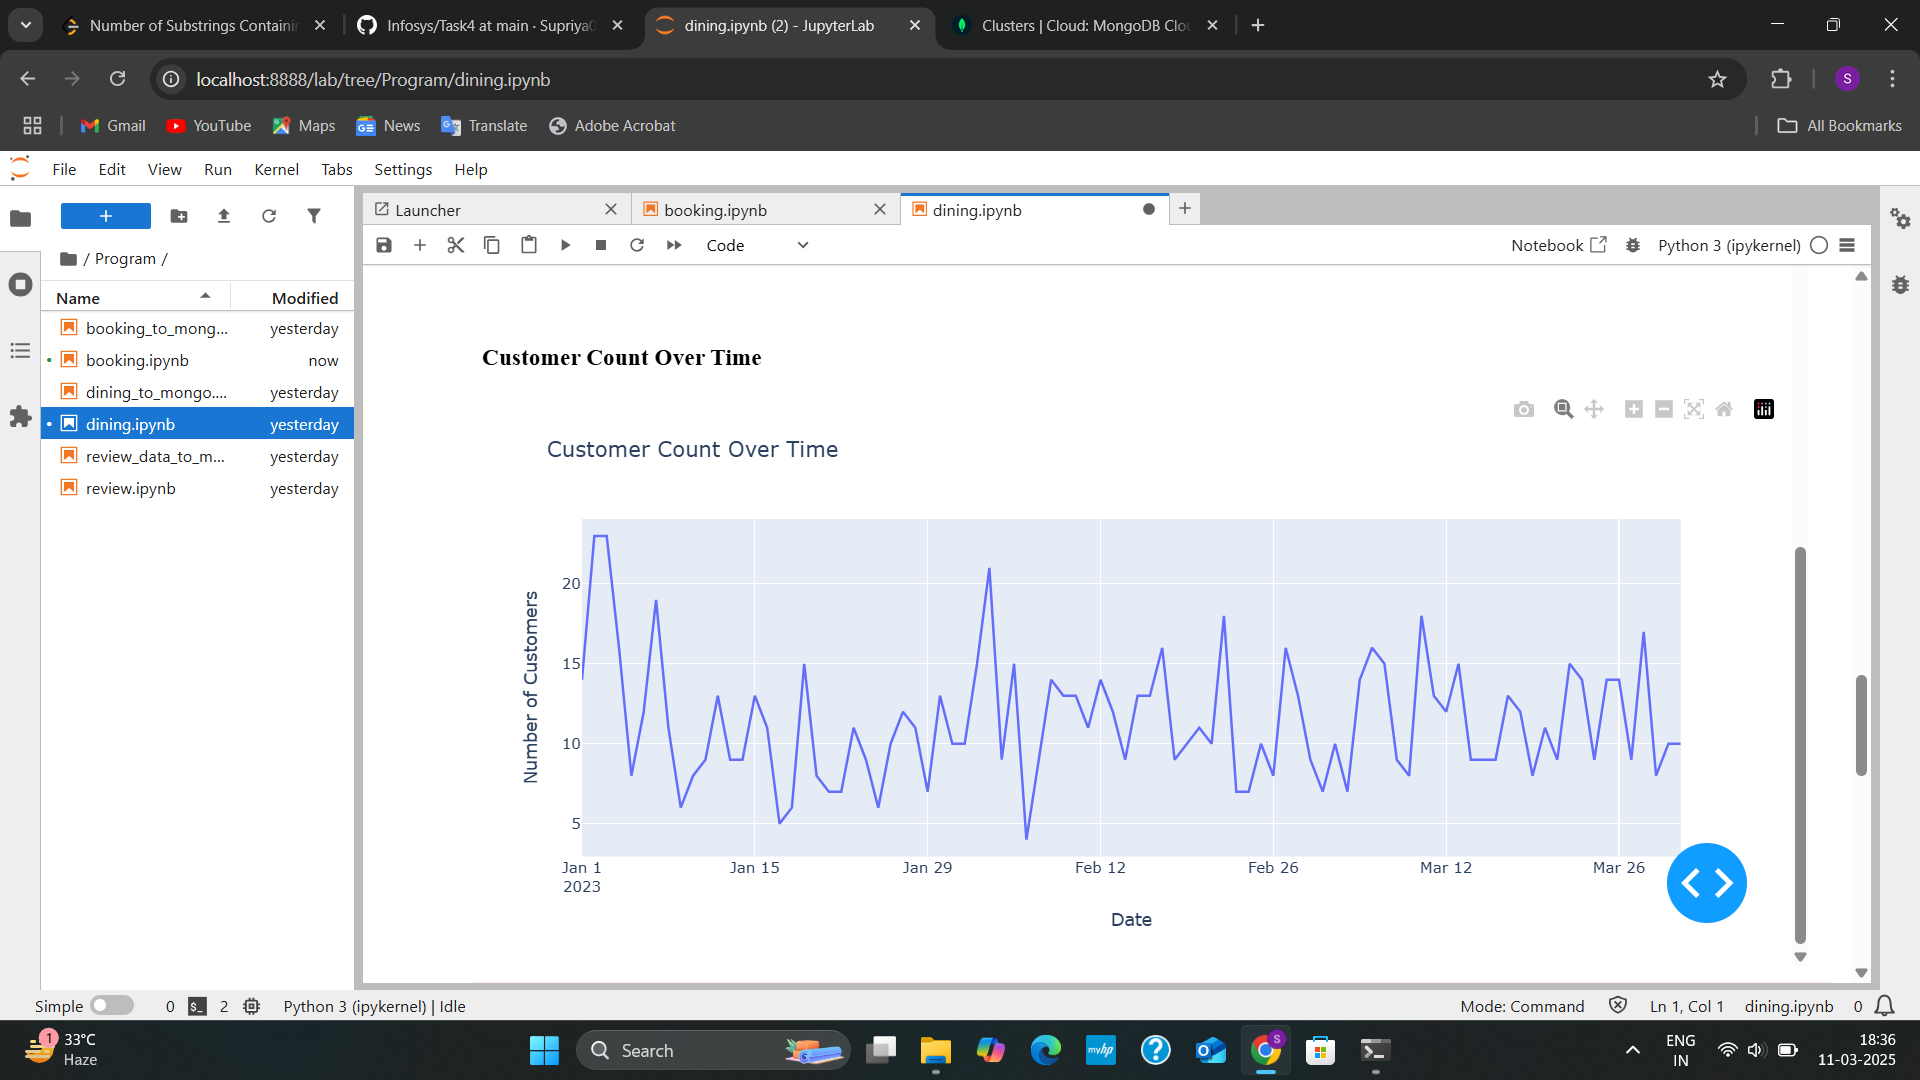 Number of Substrings Containin
Infosys/Task4 at main · Supriya0
dining.ipynb (2) - JupyterLab
Clusters | Cloud: MongoDB Clou
localhost:8888/lab/tree/Program/dining.ipynb
S
Gmail
YouTube
Maps
News
Translate
Adobe Acrobat
All Bookmarks
File Edit View Run Kernel Tabs Settings Help
Launcher
booking.ipynb
dining.ipynb
Code
Notebook
Python 3 (ipykernel)
/ Program /
Name Modified
booking_to_mong... yesterday
booking.ipynb now
dining_to_mongo.... yesterday
dining.ipynb yesterday
review_data_to_m... yesterday
review.ipynb yesterday
Customer Count Over Time
Customer Count Over Time
Number of Customers
20
15
10
5
Jan 1
2023
Jan 15
Jan 29
Feb 12
Feb 26
Mar 12
Mar 26
Date
Simple
0
2
Python 3 (ipykernel) | Idle
Mode: Command
Ln 1, Col 1
dining.ipynb
0
1
33°C
Haze
Search
myhp
S
ENG
IN
18:36
11-03-2025